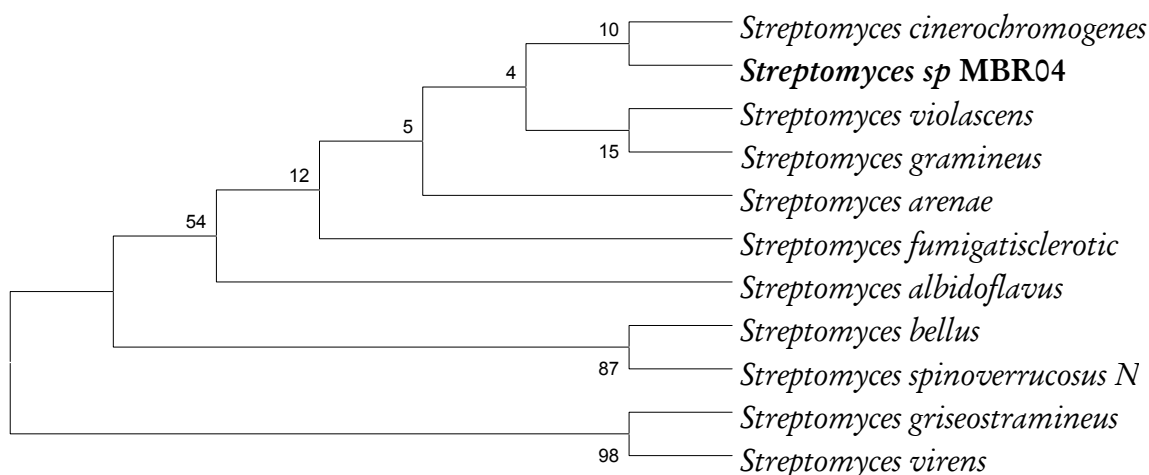 10
Streptomyces cinerochromogenes
Streptomyces sp MBR04
4
Streptomyces violascens
5
15
Streptomyces gramineus
12
Streptomyces arenae
54
Streptomyces fumigatisclerotic
Streptomyces albidoflavus
Streptomyces bellus
87
Streptomyces spinoverrucosus N
Streptomyces griseostramineus
98
Streptomyces virens